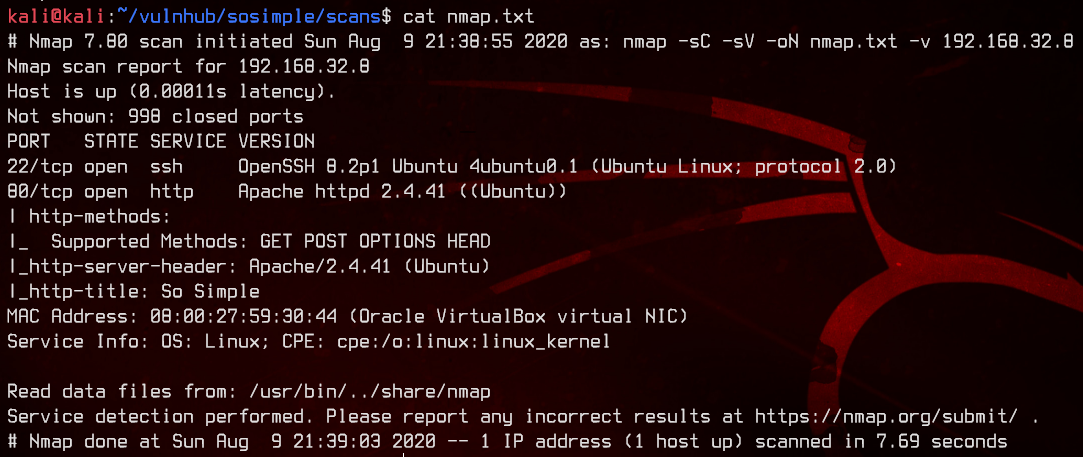 kali@kali:~/vulnhub/sosimple/scans$ cat nmap.txt
# Nmap 7.80 scan initiated Sun Aug  9 21:38:55 2020 as: nmap -sC -sV -oN nmap.txt -v 192.168.32.8
Nmap scan report for 192.168.32.8
Host is up (0.00011s latency).
Not shown: 998 closed ports
PORT   STATE SERVICE VERSION
22/tcp open  ssh     OpenSSH 8.2p1 Ubuntu 4ubuntu0.1 (Ubuntu Linux; protocol 2.0)
80/tcp open  http    Apache httpd 2.4.41 ((Ubuntu))
| http-methods:
|_  Supported Methods: GET POST OPTIONS HEAD
|_http-server-header: Apache/2.4.41 (Ubuntu)
|_http-title: So Simple
MAC Address: 08:00:27:59:30:44 (Oracle VirtualBox virtual NIC)
Service Info: OS: Linux; CPE: cpe:/o:linux:linux_kernel

Read data files from: /usr/bin/../share/nmap
Service detection performed. Please report any incorrect results at https://nmap.org/submit/ .
# Nmap done at Sun Aug  9 21:39:03 2020 -- 1 IP address (1 host up) scanned in 7.69 seconds